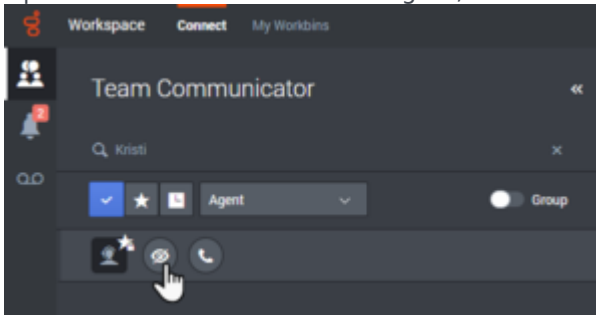 Workspace Connect My Workbins
Team Communicator
2
Kristi
Agent Group